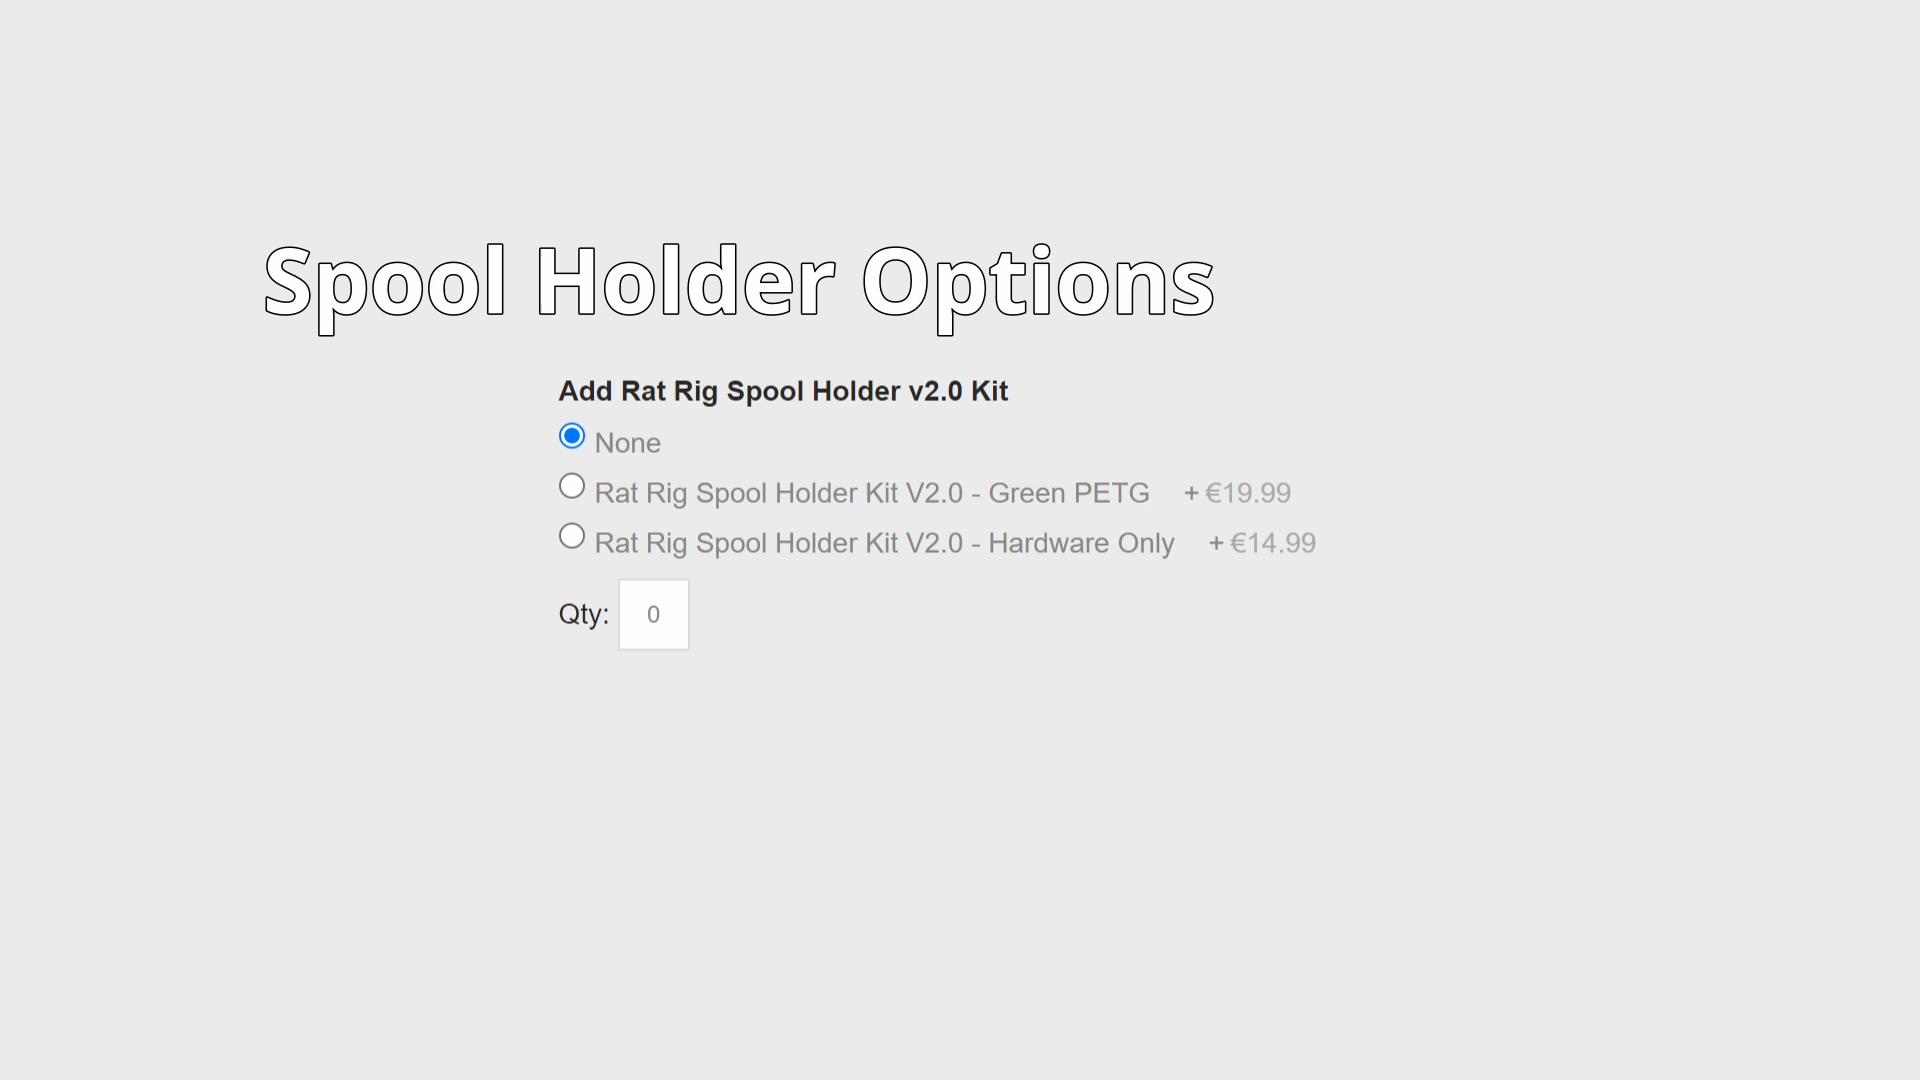 Spool Holder Options
Add Rat Rig Spool Holder v2.0 Kit
None
Rat Rig Spool Holder Kit V2.0 - Green PETG + €19.99
Rat Rig Spool Holder Kit V2.0 - Hardware Only + €14.99
Qty: 0